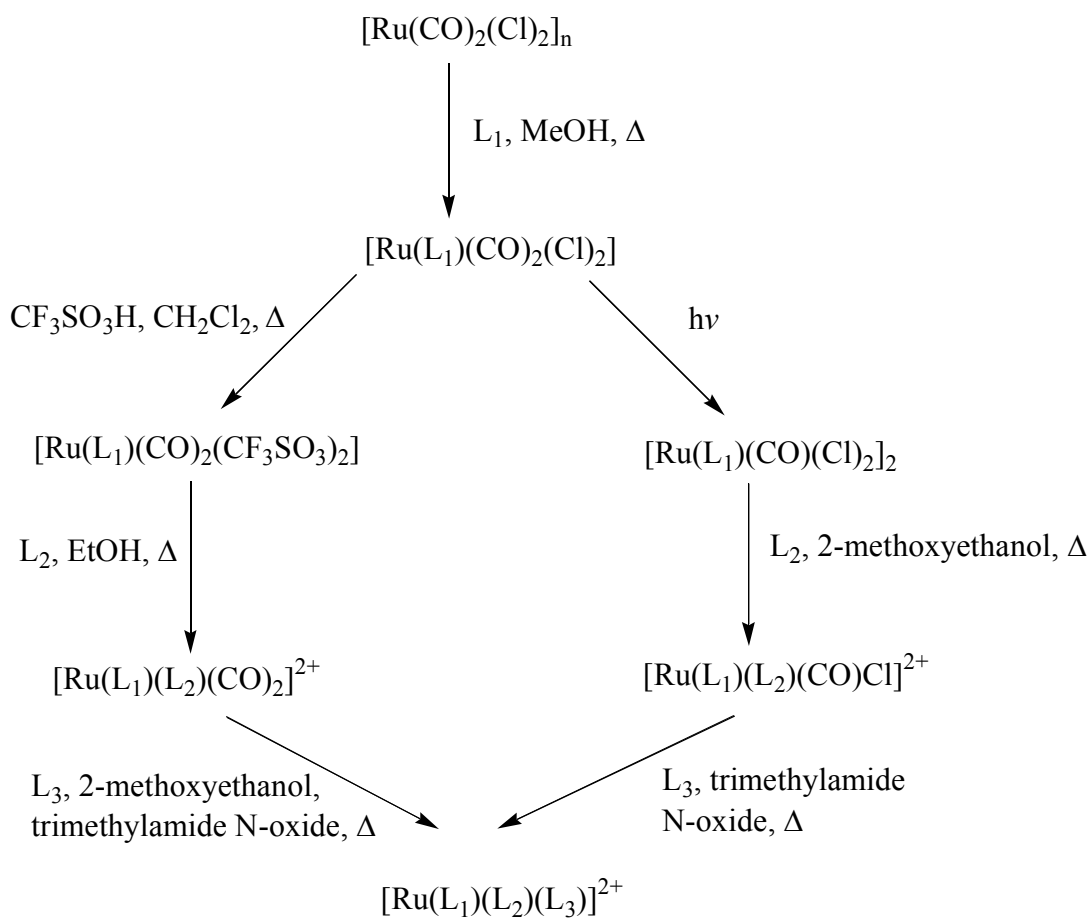 [Ru(CO)₂(Cl)₂]ₙ
L₁, MeOH, Δ
[Ru(L₁)(CO)₂(Cl)₂]
CF₃SO₃H, CH₂Cl₂, Δ
hν
[Ru(L₁)(CO)₂(CF₃SO₃)₂]
[Ru(L₁)(CO)(Cl)₂]₂
L₂, EtOH, Δ
L₂, 2-methoxyethanol, Δ
[Ru(L₁)(L₂)(CO)₂]²⁺
[Ru(L₁)(L₂)(CO)Cl]²⁺
L₃, 2-methoxyethanol,
trimethylamide N-oxide, Δ
L₃, trimethylamide
N-oxide, Δ
[Ru(L₁)(L₂)(L₃)]²⁺